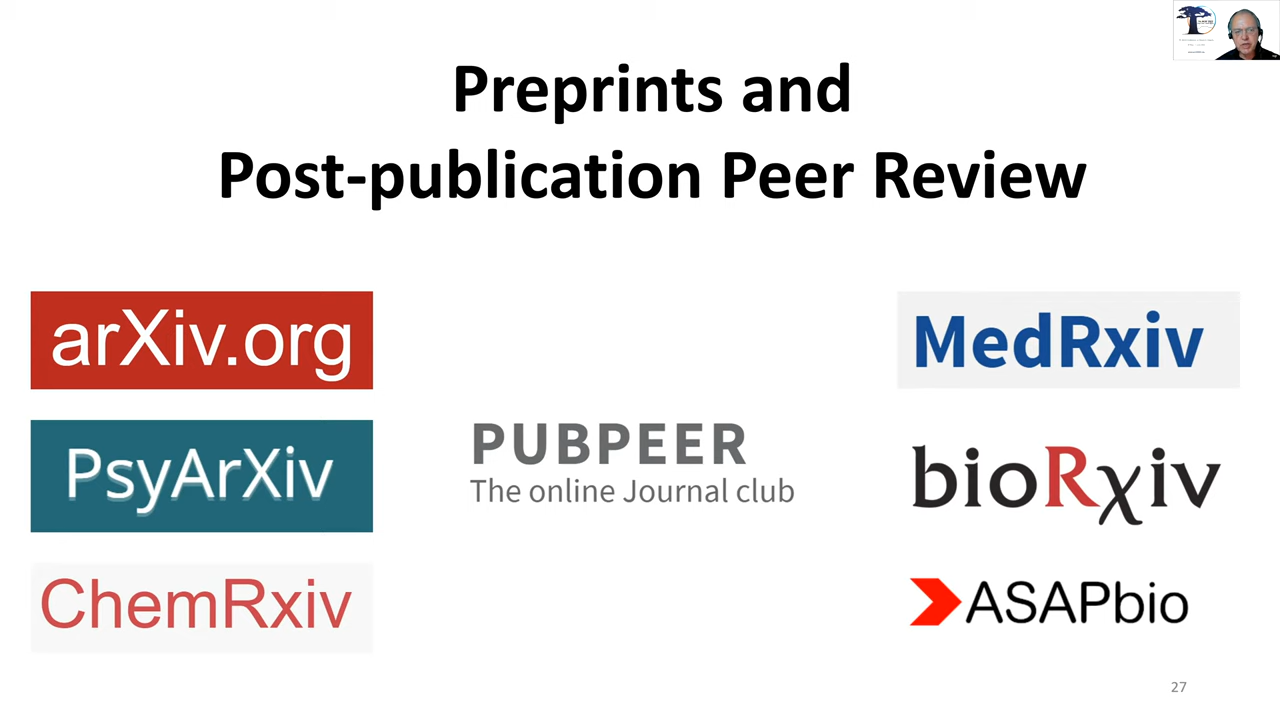 Preprints and
Post-publication Peer Review
arXiv.org
PsyArXiv
ChemRxiv
PUBPEER
The online Journal club
MedRxiv
bioRxiv
ASAPbio
27